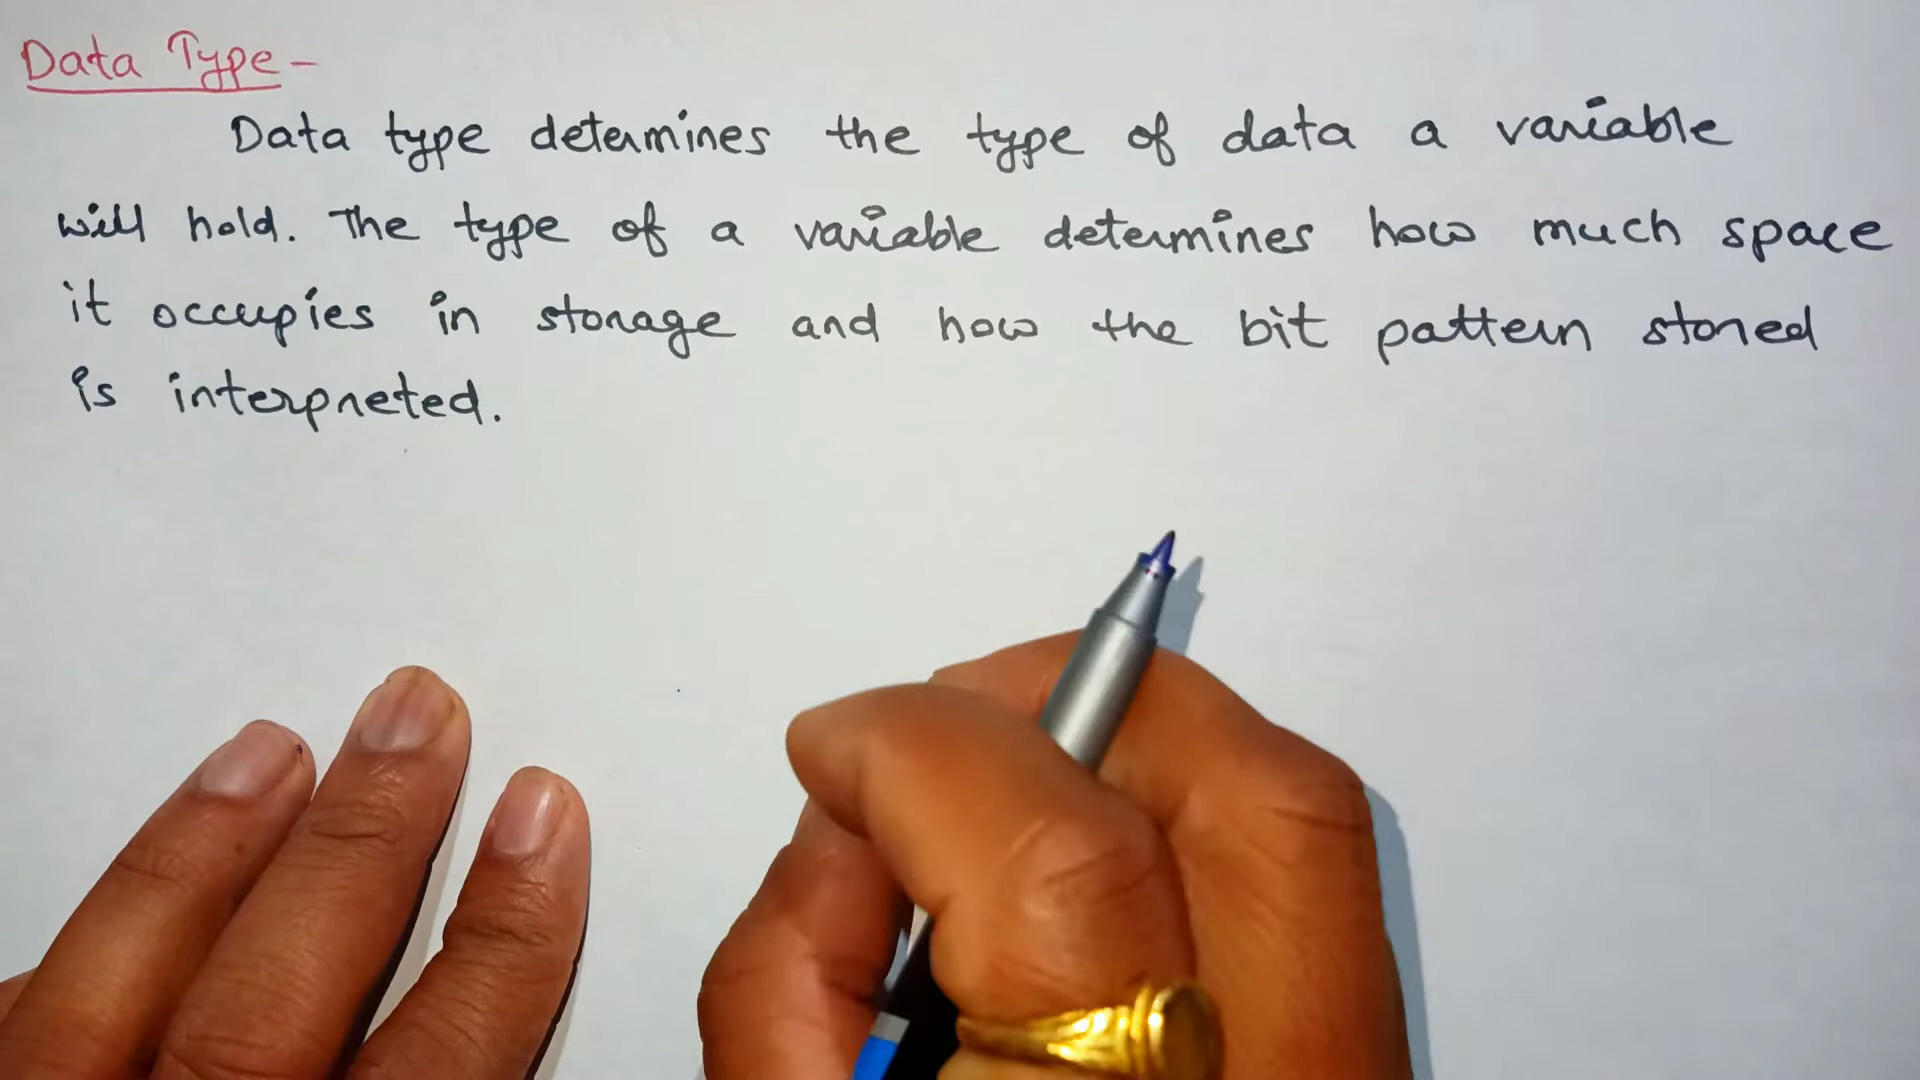 Data Type -
Data type determines the type of data a variable
will hold. The type of a variable determines how much space
it occupies in storage and how the bit pattern stored
is interpreted.